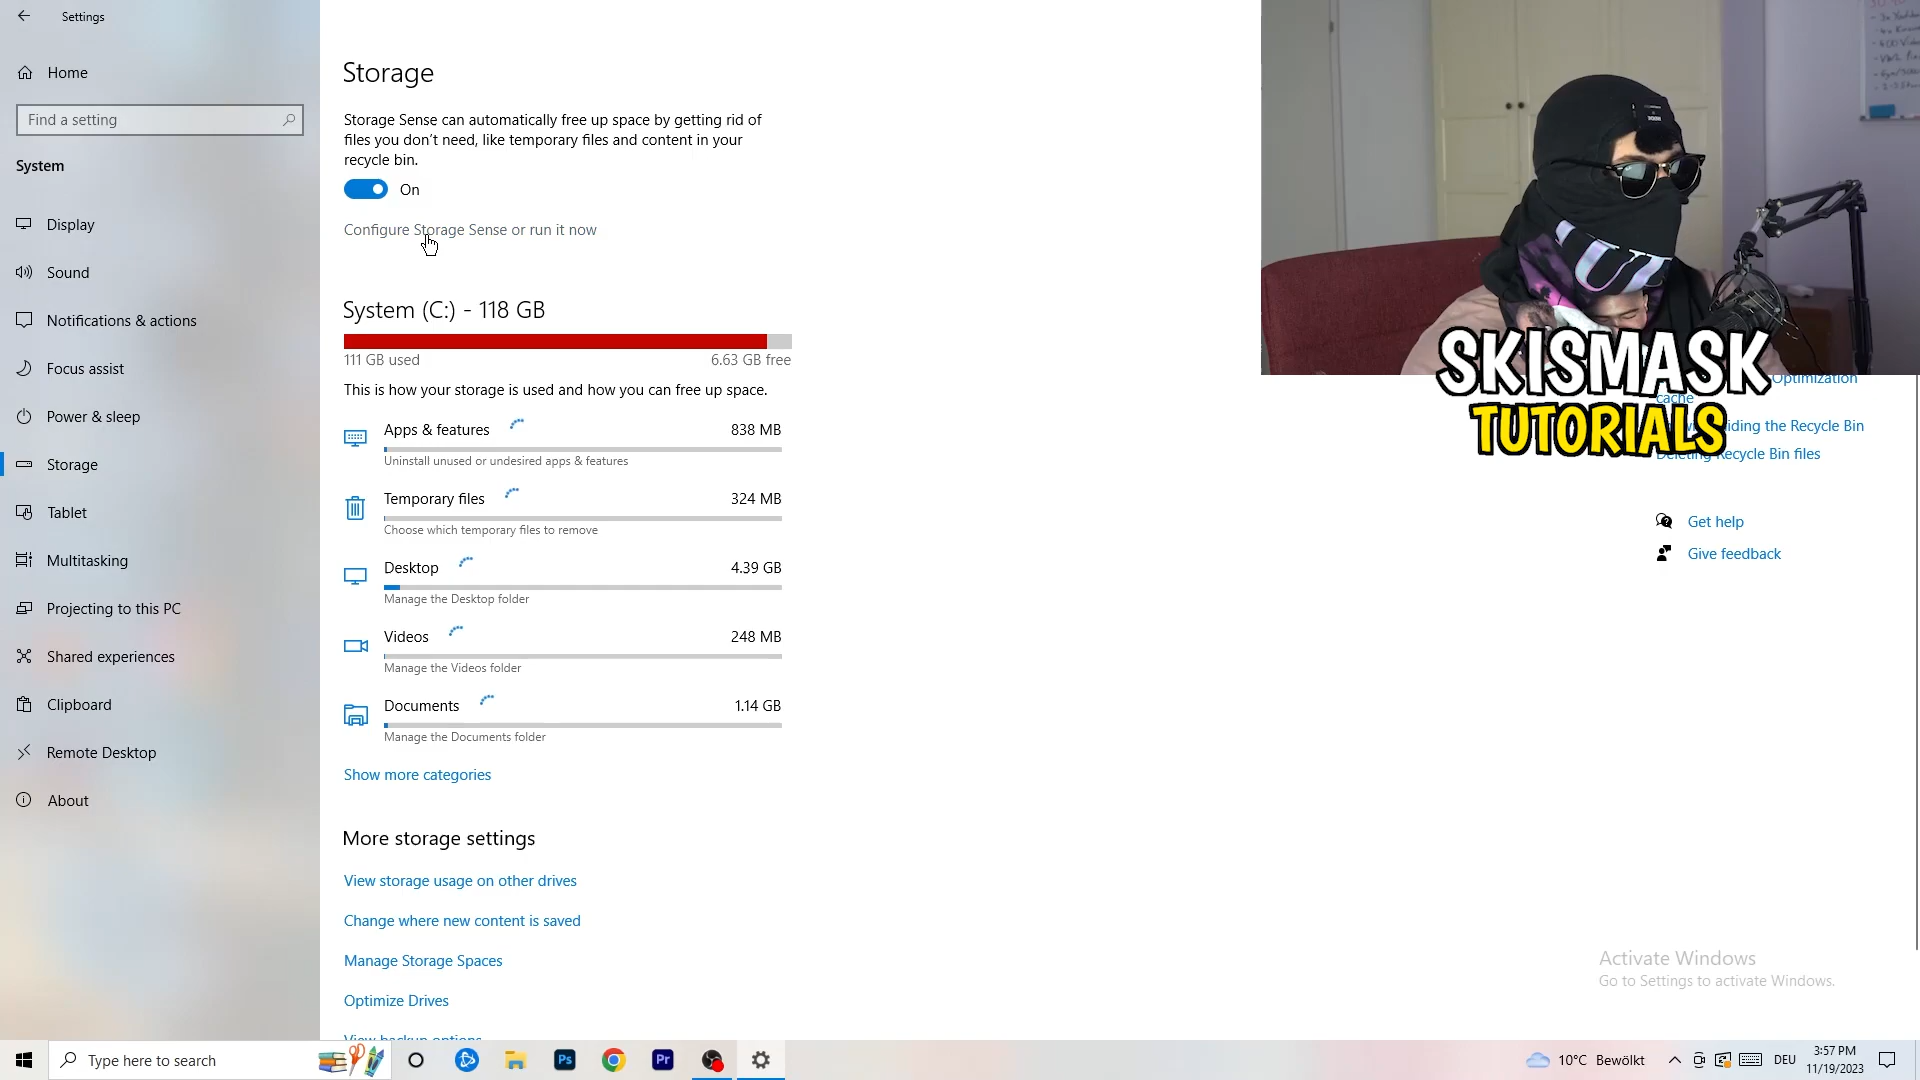 Settings
Home
Find a setting
System
Display
Sound
Notifications & actions
Focus assist
Power & sleep
Storage
Tablet
Multitasking
Projecting to this PC
Shared experiences
Clipboard
Remote Desktop
About
Storage
Storage Sense can automatically free up space by getting rid of
files you don't need, like temporary files and content in your
recycle bin.
On
Configure Storage Sense or run it now
System (C:) - 118 GB
111 GB used 6.63 GB free
This is how your storage is used and how you can free up space.
Apps & features 838 MB
Uninstall unused or undesired apps & features
Temporary files 324 MB
Choose which temporary files to remove
Desktop 4.39 GB
Manage the Desktop folder
Videos 248 MB
Manage the Videos folder
Documents 1.14 GB
Manage the Documents folder
Show more categories
More storage settings
View storage usage on other drives
Change where new content is saved
Manage Storage Spaces
Optimize Drives
View backup options
SKISMASK
TUTORIALS
Optimization
cache
iding the Recycle Bin
Deleting Recycle Bin files
Get help
Give feedback
Activate Windows
Go to Settings to activate Windows.
Type here to search
Ps
Pr
10°C Bewölkt
DEU
3:57 PM
11/19/2023